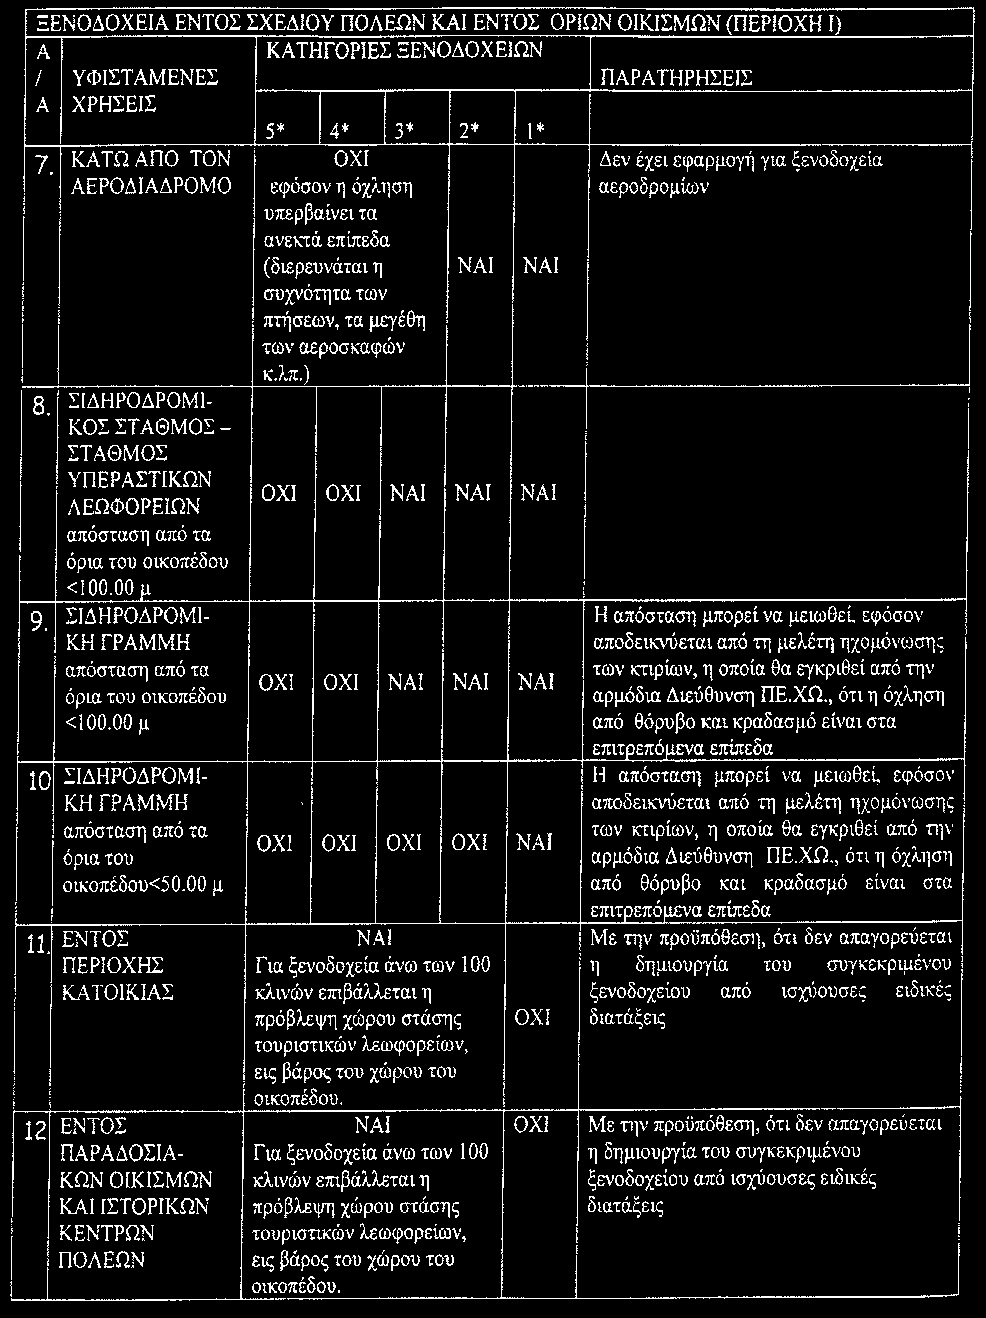 ΞΕΝΟΔΟΧΕΙΑ ΕΝΤΟΣ ΣΧΕΔΙΟΥ ΠΟΛΕΩΝ ΚΑΙ ΕΝΤΟΣ ΟΡΙΩΝ ΟΙΚΙΣΜΩΝ (ΠΕΡΙΟΧΗ Ι)
Α
/
Α
ΥΦΙΣΤΑΜΕΝΕΣ
ΧΡΗΣΕΙΣ
ΚΑΤΗΓΟΡΙΕΣ ΞΕΝΟΔΟΧΕΙΩΝ
ΠΑΡΑΤΗΡΗΣΕΙΣ
5* 4* 3* 2* 1*
7.
ΚΑΤΩ ΑΠΟ ΤΟΝ
ΑΕΡΟΔΙΑΔΡΟΜΟ
ΟΧΙ
εφόσον η όχληση
υπερβαίνει τα
ανεκτά επίπεδα
(διερευνάται η
συχνότητα των
πτήσεων, τα μεγέθη
των αεροσκαφών
κ.λπ.)
ΝΑΙ ΝΑΙ
Δεν έχει εφαρμογή για ξενοδοχεία
αεροδρομίων
8.
ΣΙΔΗΡΟΔΡΟΜΙ-
ΚΟΣ ΣΤΑΘΜΟΣ –
ΣΤΑΘΜΟΣ
ΥΠΕΡΑΣΤΙΚΩΝ
ΛΕΩΦΟΡΕΙΩΝ
απόσταση από τα
όρια του οικοπέδου
<100.00 μ
ΟΧΙ ΟΧΙ ΝΑΙ ΝΑΙ ΝΑΙ
9.
ΣΙΔΗΡΟΔΡΟΜΙ-
ΚΗ ΓΡΑΜΜΗ
απόσταση από τα
όρια του οικοπέδου
<100.00 μ
ΟΧΙ ΟΧΙ ΝΑΙ ΝΑΙ ΝΑΙ
Η απόσταση μπορεί να μειωθεί, εφόσον
αποδεικνύεται από τη μελέτη ηχομόνωσης
των κτιρίων, η οποία θα εγκριθεί από την
αρμόδια Διεύθυνση ΠΕ.ΧΩ., ότι η όχληση
από θόρυβο και κραδασμό είναι στα
επιτρεπόμενα επίπεδα
10
ΣΙΔΗΡΟΔΡΟΜΙ-
ΚΗ ΓΡΑΜΜΗ
απόσταση από τα
όρια του
οικοπέδου<50.00 μ
ΟΧΙ ΟΧΙ ΟΧΙ ΟΧΙ ΝΑΙ
Η απόσταση μπορεί να μειωθεί, εφόσον
αποδεικνύεται από τη μελέτη ηχομόνωσης
των κτιρίων, η οποία θα εγκριθεί από την
αρμόδια Διεύθυνση ΠΕ.ΧΩ., ότι η όχληση
από θόρυβο και κραδασμό είναι στα
επιτρεπόμενα επίπεδα
11.
ΕΝΤΟΣ
ΠΕΡΙΟΧΗΣ
ΚΑΤΟΙΚΙΑΣ
ΝΑΙ
Για ξενοδοχεία άνω των 100
κλινών επιβάλλεται η
πρόβλεψη χώρου στάσης
τουριστικών λεωφορείων,
εις βάρος του χώρου του
οικοπέδου.
ΟΧΙ
Με την προϋπόθεση, ότι δεν απαγορεύεται
η δημιουργία του συγκεκριμένου
ξενοδοχείου από ισχύουσες ειδικές
διατάξεις
12
ΕΝΤΟΣ
ΠΑΡΑΔΟΣΙΑ-
ΚΩΝ ΟΙΚΙΣΜΩΝ
ΚΑΙ ΙΣΤΟΡΙΚΩΝ
ΚΕΝΤΡΩΝ
ΠΟΛΕΩΝ
ΝΑΙ
Για ξενοδοχεία άνω των 100
κλινών επιβάλλεται η
πρόβλεψη χώρου στάσης
τουριστικών λεωφορείων,
εις βάρος του χώρου του
οικοπέδου.
ΟΧΙ
Με την προϋπόθεση, ότι δεν απαγορεύεται
η δημιουργία του συγκεκριμένου
ξενοδοχείου από ισχύουσες ειδικές
διατάξεις